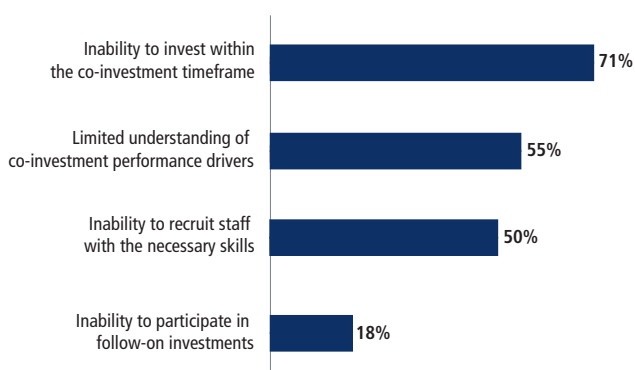 Inability to invest within
the co-investment timeframe
71%
Limited understanding of
co-investment performance drivers
55%
Inability to recruit staff
with the necessary skills
50%
Inability to participate in
follow-on investments
18%